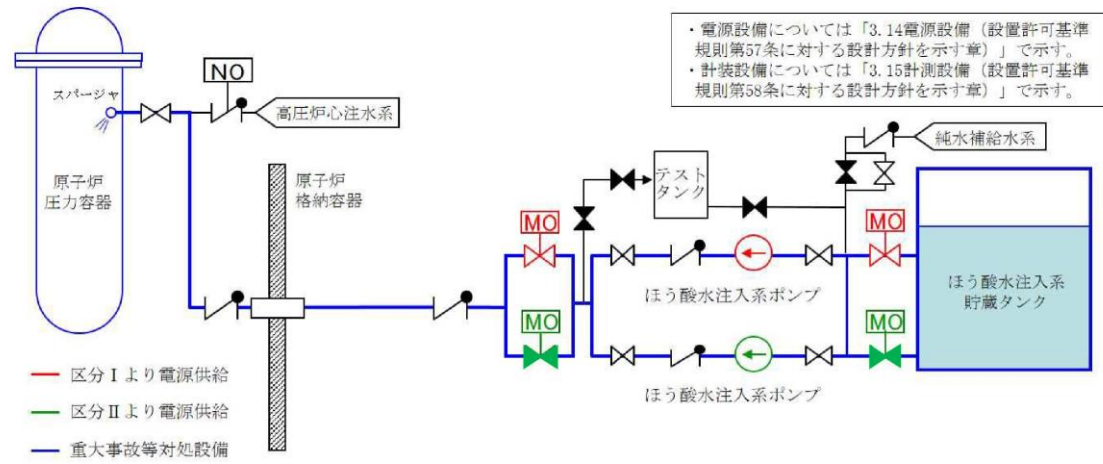 ・電源設備については「3.14電源設備（設置許可基準
規則第57条に対する設計方針を示す章）」で示す。
・計装設備については「3.15計測設備（設置許可基準
規則第58条に対する設計方針を示す章）」で示す。
NO
スパージャ
高圧炉心注水系
純水補給水系
原子炉
圧力容器
原子炉
格納容器
テスト
タンク
MO
MO
ほう酸水注入系ポンプ
ほう酸水注入系
貯蔵タンク
MO
MO
ほう酸水注入系ポンプ
区分Ⅰより電源供給
区分Ⅱより電源供給
重大事故等対処設備